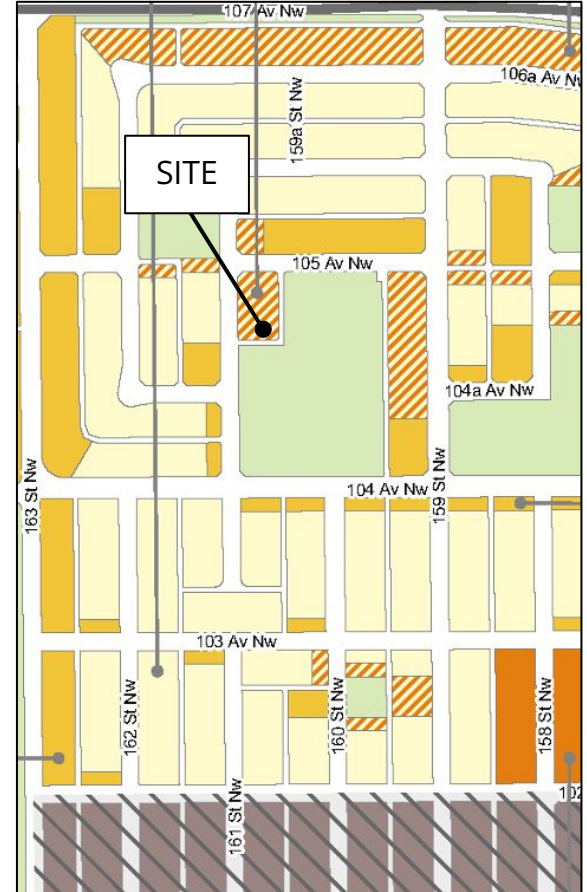 107 Av Nw
106a Av Nw
159a St Nw
SITE
105 Av Nw
104a Av Nw
104 Av Nw
159 St Nw
163 St Nw
103 Av Nw
162 St Nw
160 St Nw
158 St Nw
161 St Nw
102